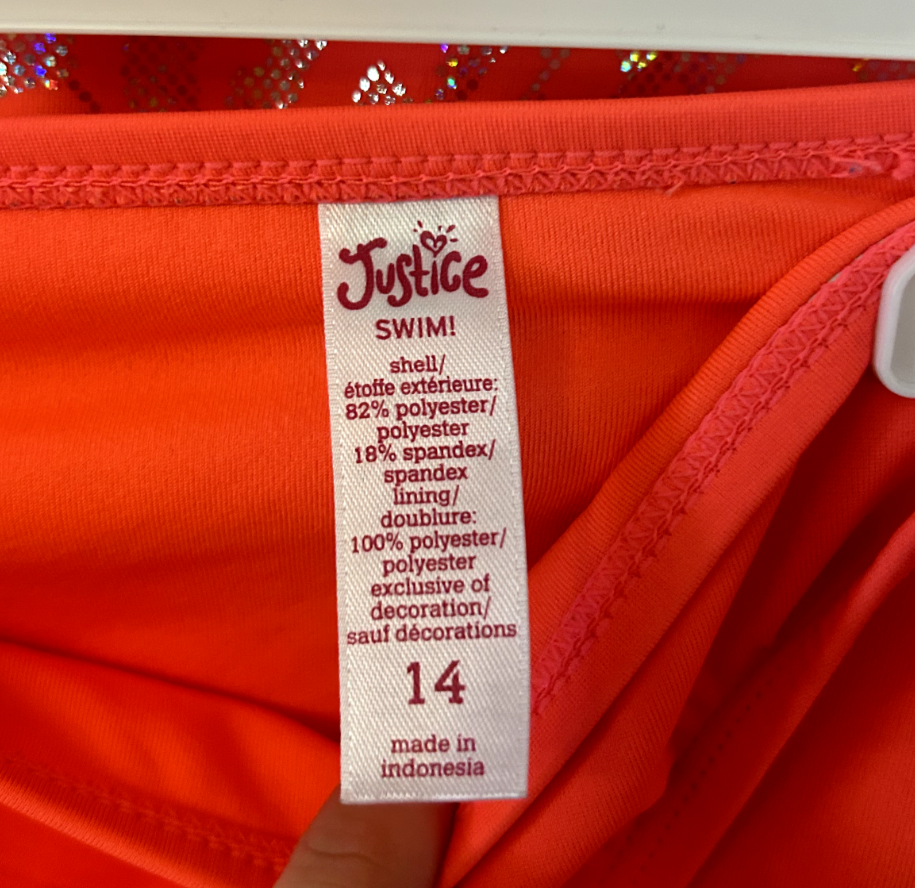 Justice
SWIM!
shell/
étoffe extérieure:
82% polyester/
polyester
18% spandex/
spandex
lining/
doublure:
100% polyester/
polyester
exclusive of
decoration/
sauf décorations
14
made in
indonesia